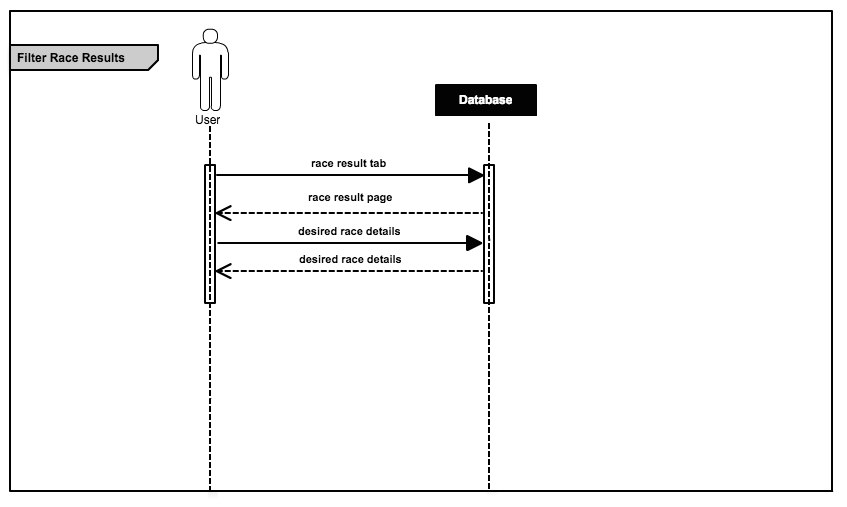 Filter Race Results
User
Database
race result tab
race result page
desired race details
desired race details